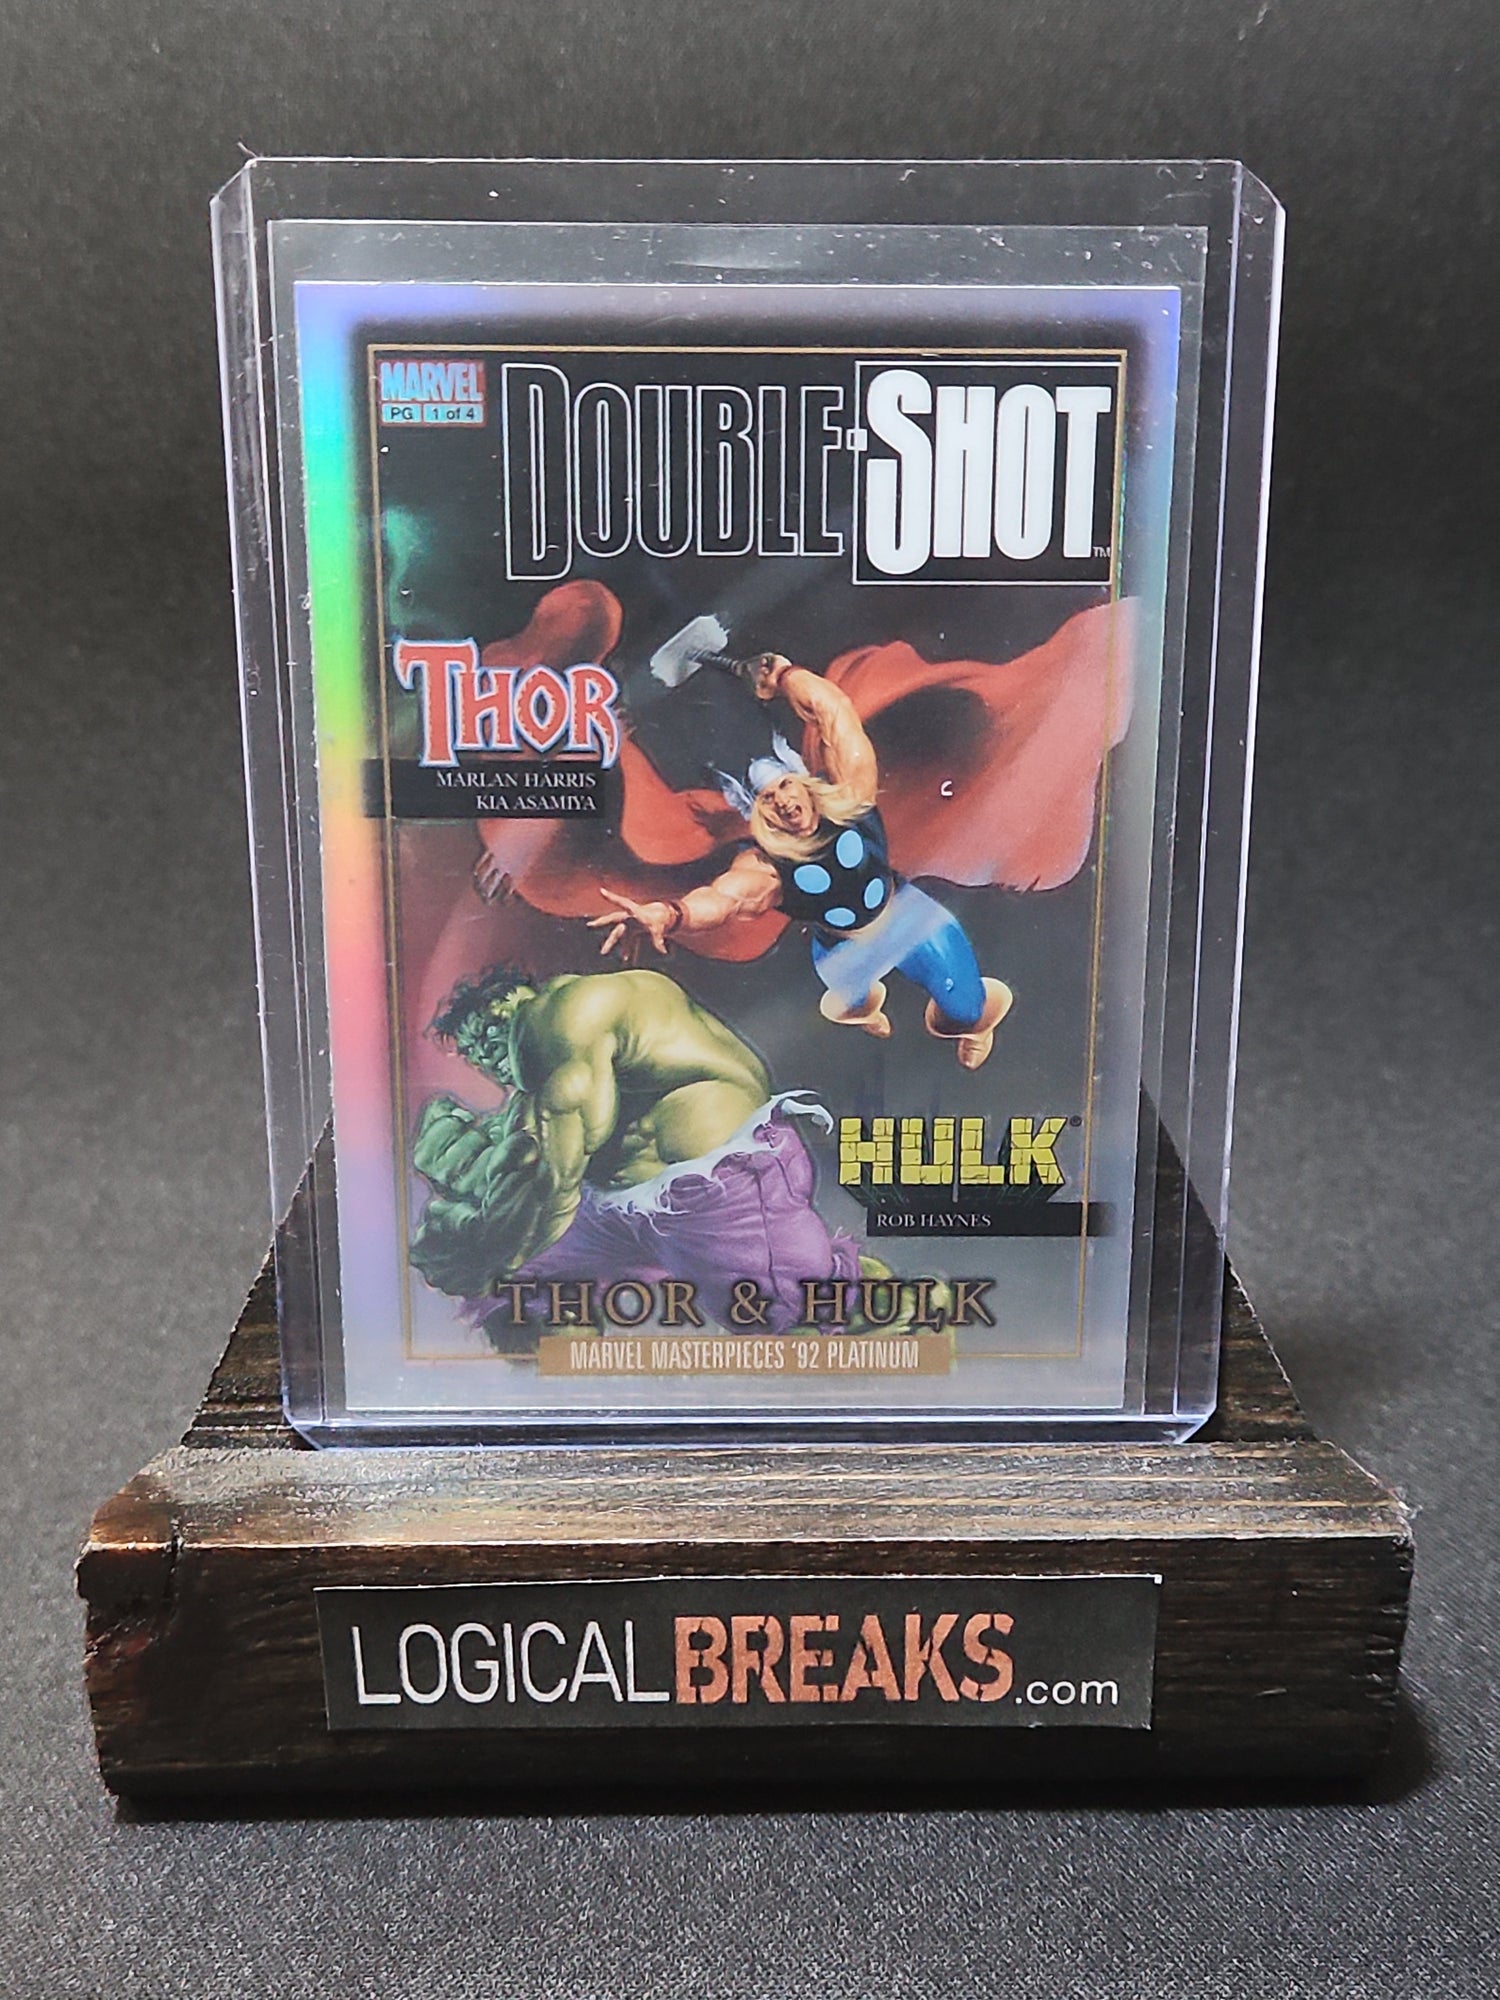 MARVEL
PG 1 of 4
DOUBLE-SHOT™
THOR
MARLAN HARRIS
KIA ASAMIYA
HULK®
ROB HAYNES
THOR & HULK
MARVEL MASTERPIECES '92 PLATINUM
LOGICALBREAKS.com